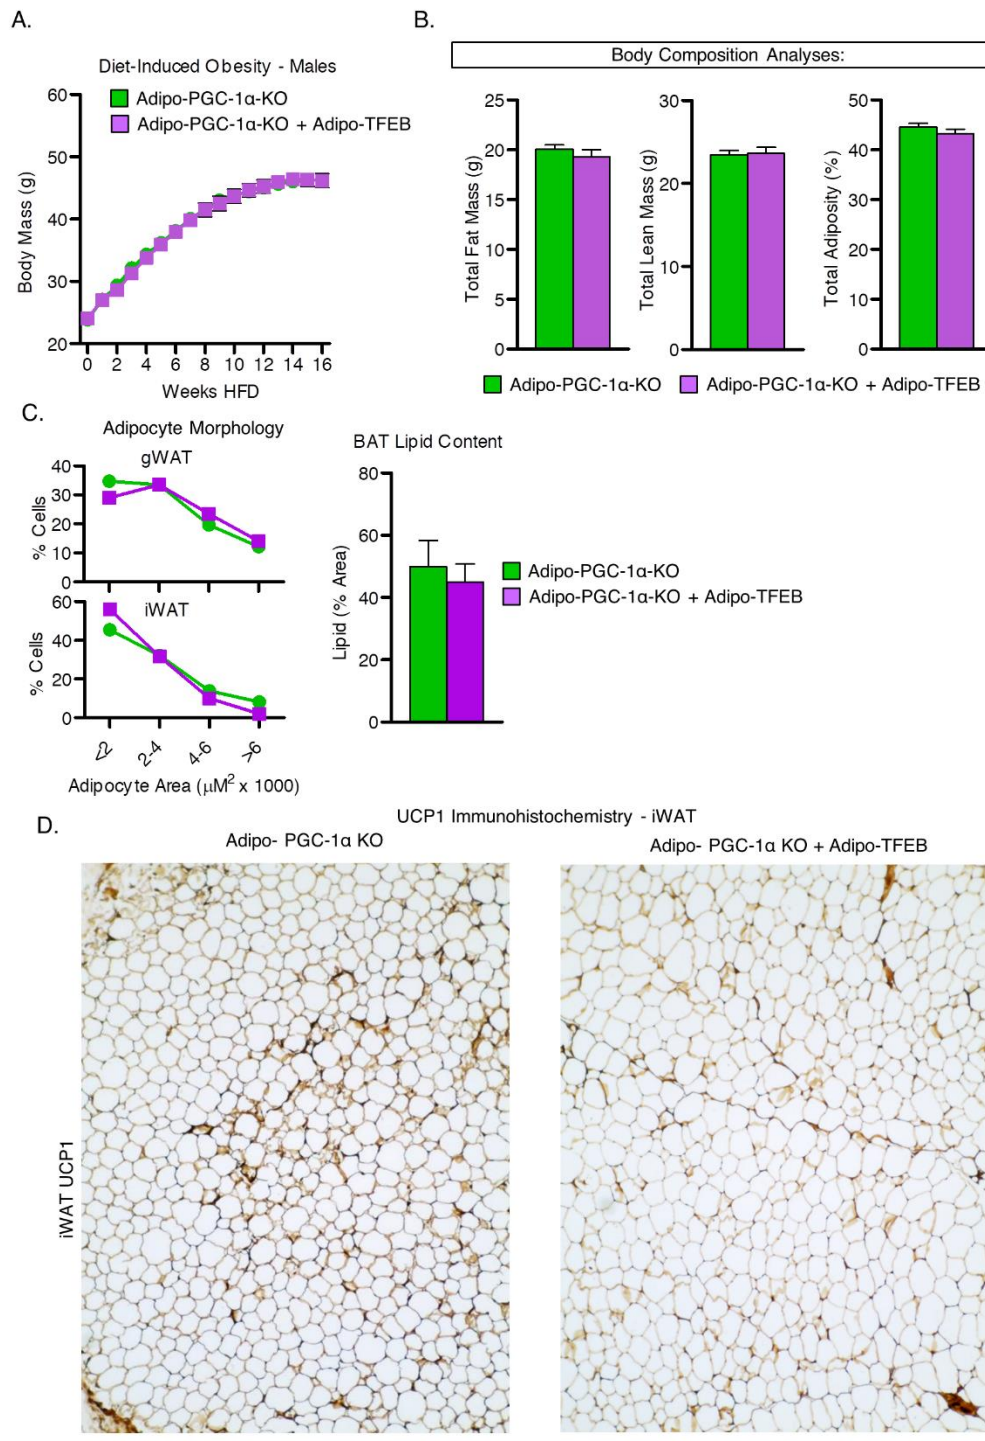 A.
Diet-Induced Obesity - Males
Adipo-PGC-1α-KO
Adipo-PGC-1α-KO + Adipo-TFEB
Body Mass (g)
60
50
40
30
20
0 2 4 6 8 10 12 14 16
Weeks HFD
B.
Body Composition Analyses:
Total Fat Mass (g)
25
20
15
10
5
0
Total Lean Mass (g)
30
20
10
0
Total Adiposity (%)
50
40
30
20
10
0
Adipo-PGC-1α-KO
Adipo-PGC-1α-KO + Adipo-TFEB
C.
Adipocyte Morphology
gWAT
% Cells
40
30
20
10
0
iWAT
% Cells
60
40
20
0
<2 2-4 4-6 >6
Adipocyte Area (μM² x 1000)
BAT Lipid Content
Lipid (% Area)
80
60
40
20
0
Adipo-PGC-1α-KO
Adipo-PGC-1α-KO + Adipo-TFEB
D.
UCP1 Immunohistochemistry - iWAT
Adipo- PGC-1α KO
Adipo- PGC-1α KO + Adipo-TFEB
iWAT UCP1